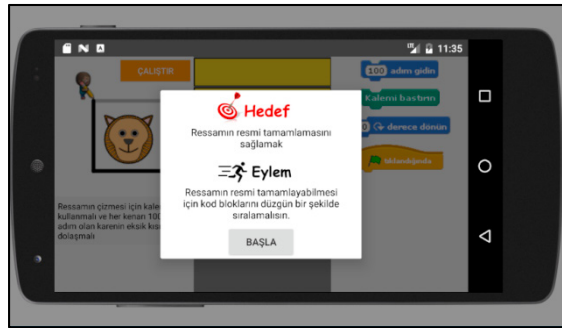 11:35
ÇALIŞTIR
100 adım gidin
Kalemi bastırın
derece dönün
tıklandığında
Hedef
Ressamın resmi tamamlamasını
sağlamak
Eylem
Ressamın resmi tamamlayabilmesi
için kod bloklarını düzgün bir şekilde
sıralamalısın.
BAŞLA
Ressamın çizmesi için kale
kullanmalı ve her kenarı 100
adım olan karenin eksik kıs
dolaşmalı